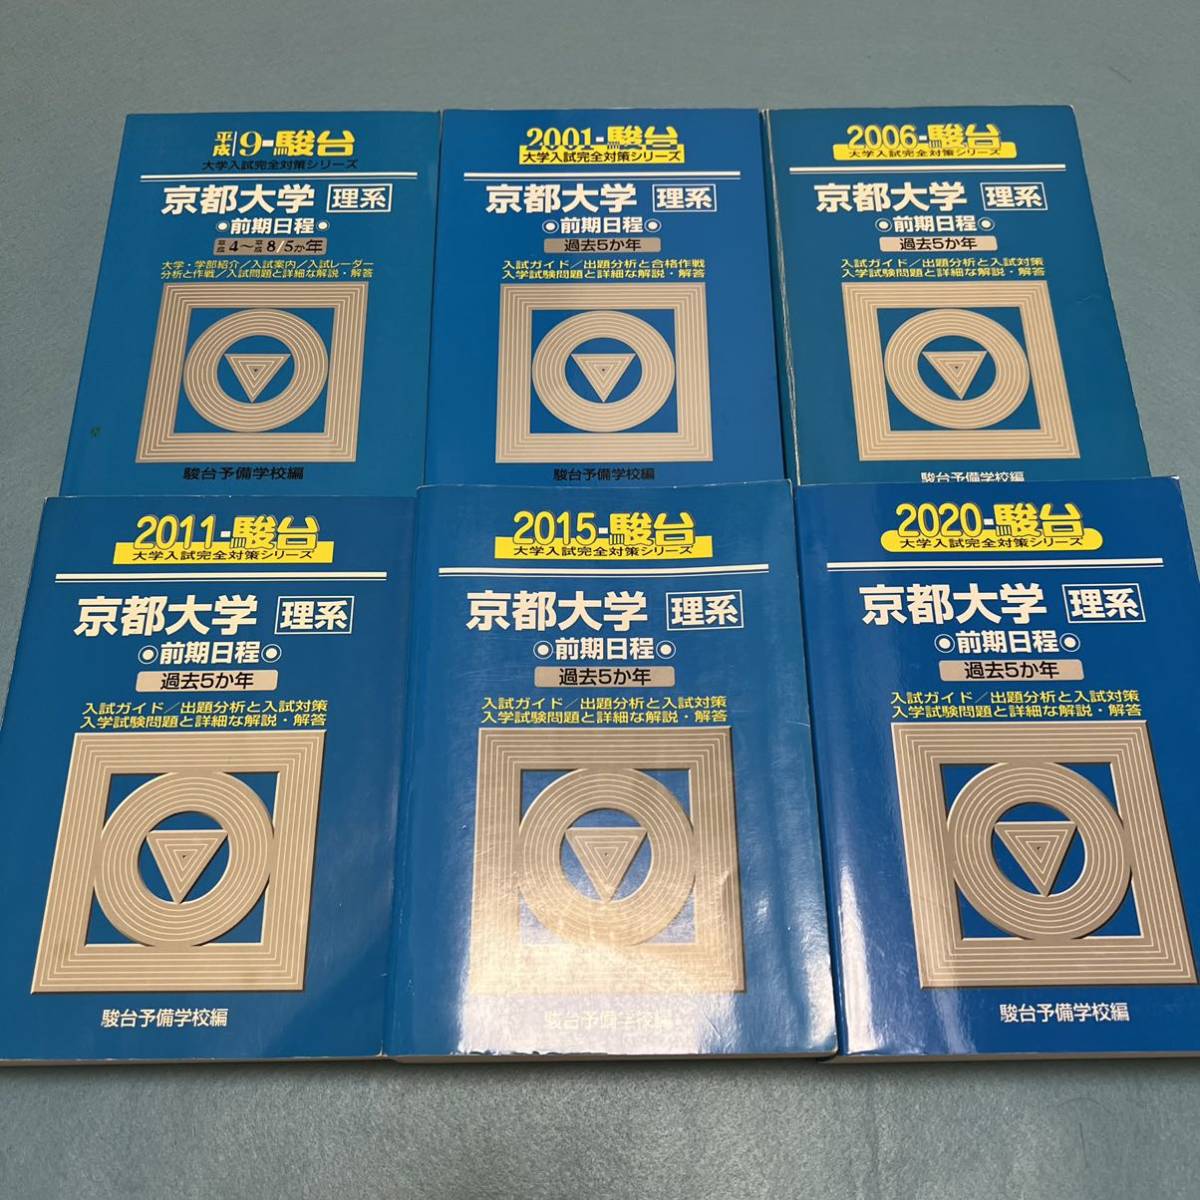 平成9-駿台
大学入試完全対策シリーズ
京都大学 理系
前期日程
平成4～平成8/5か年
大学・学部紹介/入試案内/入試レーダー
分析と作戦/入試問題と詳細な解説・解答
駿台予備学校編
2001-駿台
大学入試完全対策シリーズ
京都大学 理系
前期日程
過去5か年
入試ガイド/出題分析と合格作戦
入学試験問題と詳細な解説・解答
駿台予備学校編
2006-駿台
大学入試完全対策シリーズ
京都大学 理系
前期日程
過去5か年
入試ガイド/出題分析と入試対策
入学試験問題と詳細な解説・解答
駿台予備学校編
2011-駿台
大学入試完全対策シリーズ
京都大学 理系
前期日程
過去5か年
入試ガイド/出題分析と入試対策
入学試験問題と詳細な解説・解答
駿台予備学校編
2015-駿台
大学入試完全対策シリーズ
京都大学 理系
前期日程
過去5か年
入試ガイド/出題分析と入試対策
入学試験問題と詳細な解説・解答
駿台予備学校編
2020-駿台
大学入試完全対策シリーズ
京都大学 理系
前期日程
過去5か年
入試ガイド/出題分析と入試対策
入学試験問題と詳細な解説・解答
駿台予備学校編